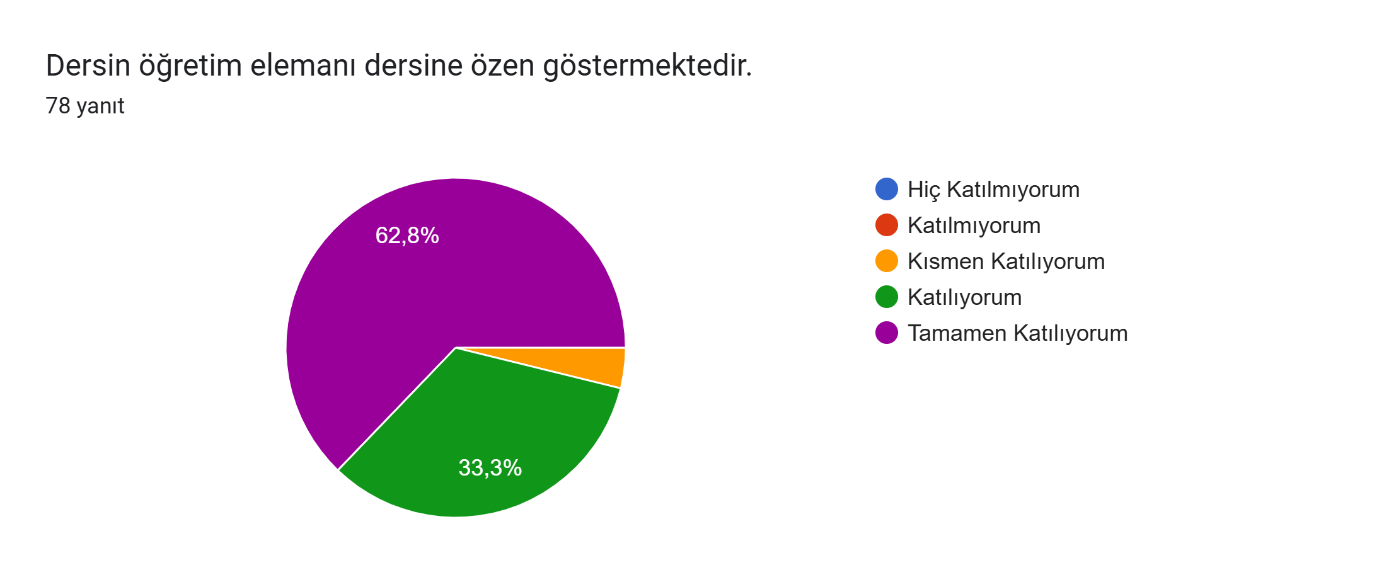 Dersin öğretim elemanı dersine özen göstermektedir.
78 yanıt
62,8%
33,3%
Hiç Katılmıyorum
Katılmıyorum
Kısmen Katılıyorum
Katılıyorum
Tamamen Katılıyorum